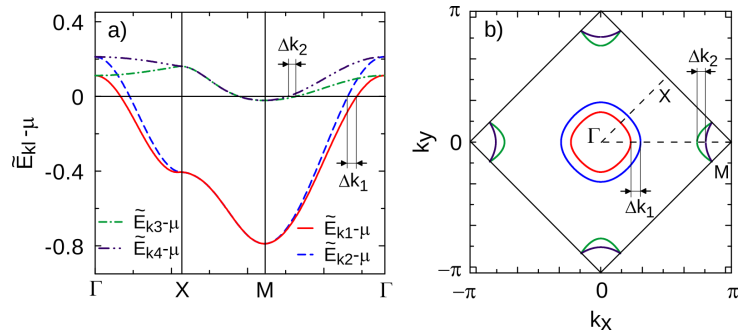 a)
0.4
0
-0.4
-0.8
Ẽkl-μ
Δk2
Δk1
Ẽk3-μ
Ẽk4-μ
Ẽk1-μ
Ẽk2-μ
Γ X M Γ
b)
π
0
-π
ky
Δk2
X
Γ
M
Δk1
-π 0 π
kX